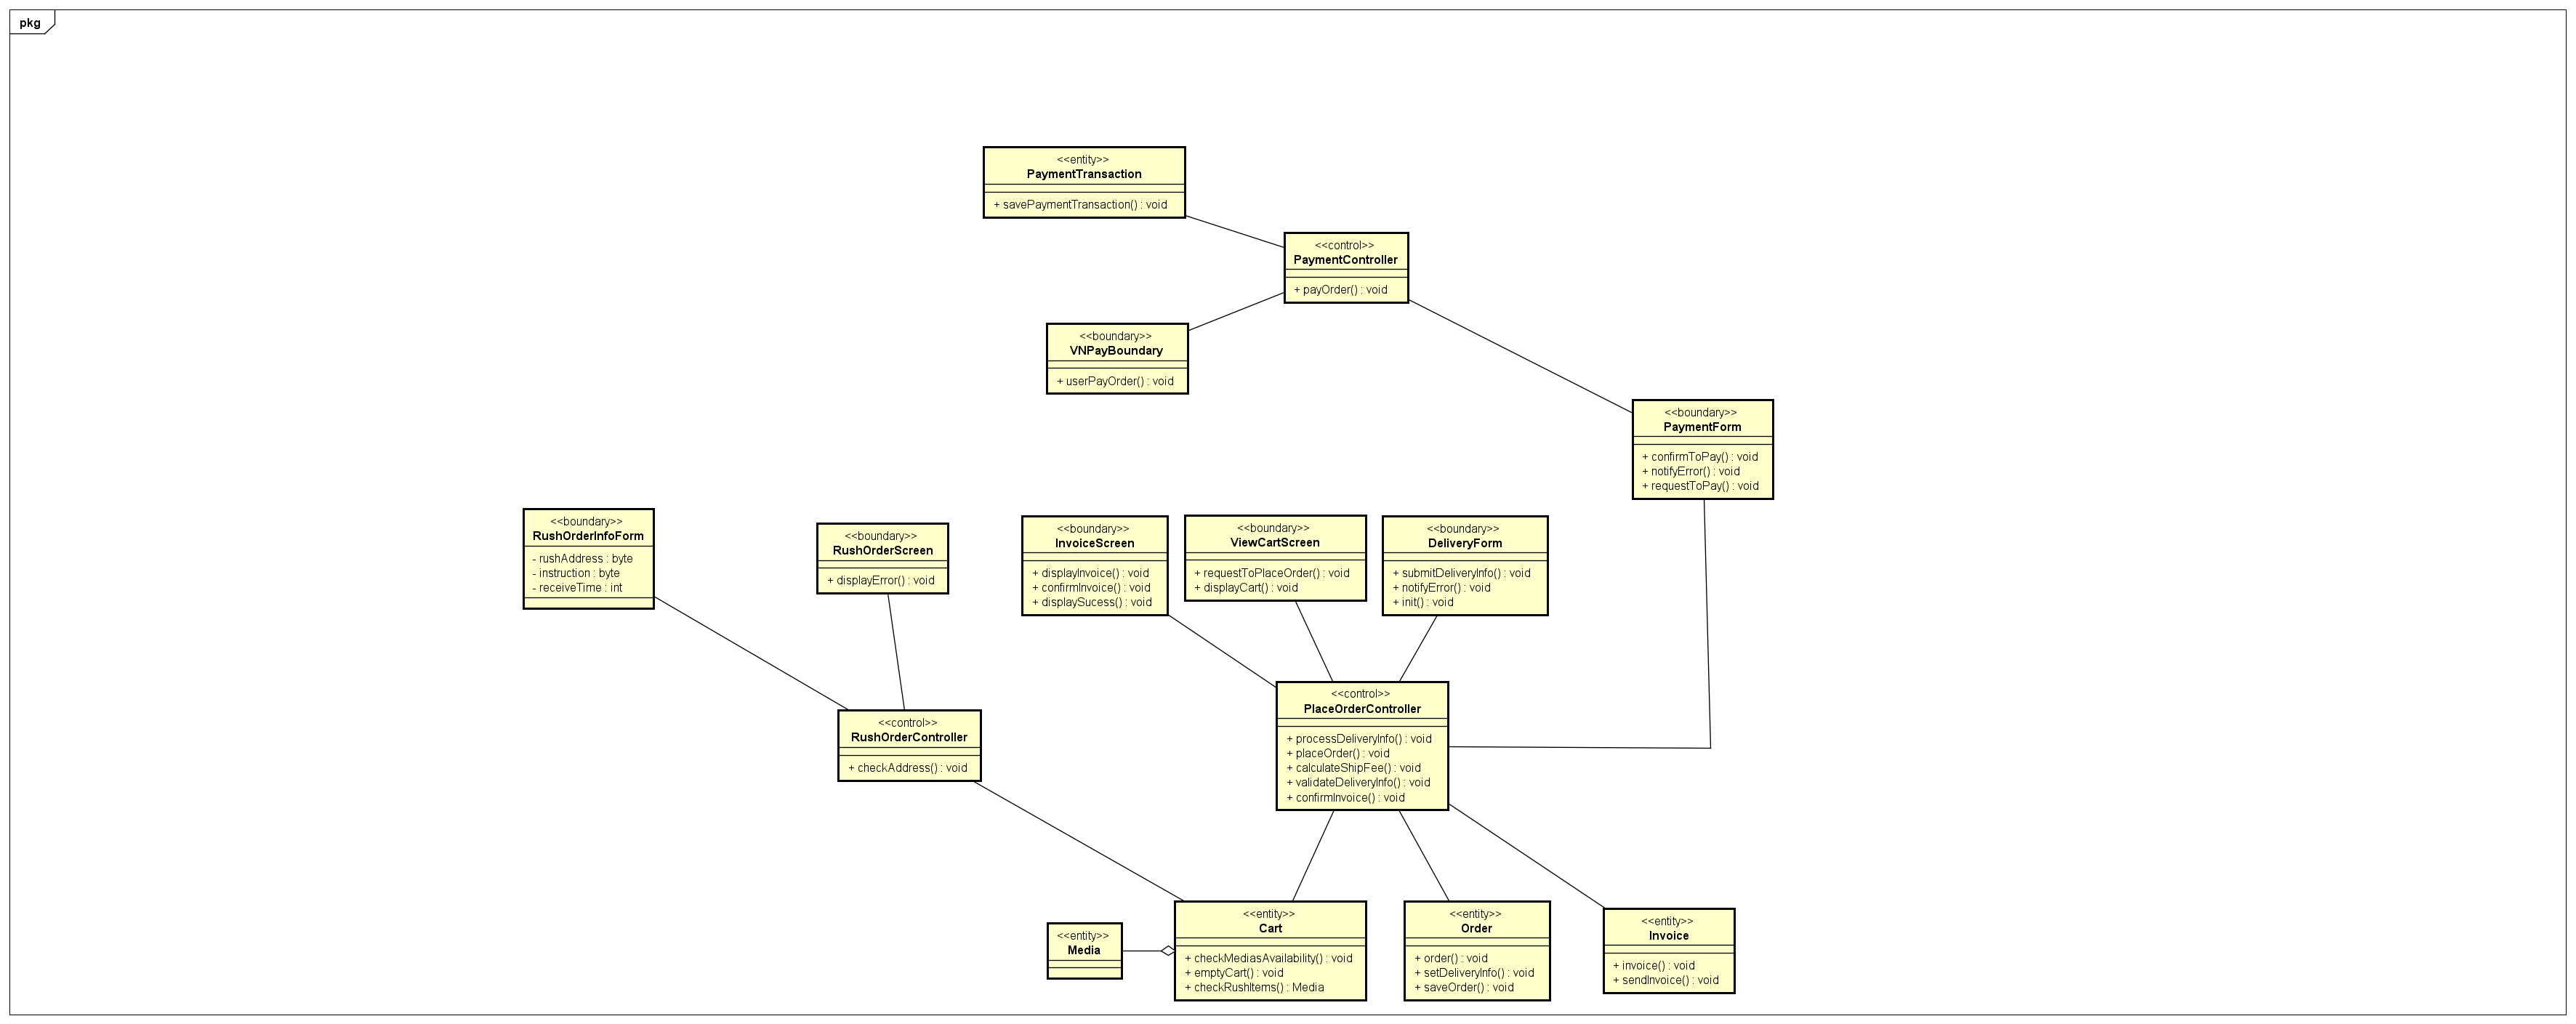 pkg
<<entity>>
PaymentTransaction
+ savePaymentTransaction() : void
<<control>>
PaymentController
+ payOrder() : void
<<boundary>>
VNPayBoundary
+ userPayOrder() : void
<<boundary>>
PaymentForm
+ confirmToPay() : void
+ notifyError() : void
+ requestToPay() : void
<<boundary>>
RushOrderInfoForm
- rushAddress : byte
- instruction : byte
- receiveTime : int
<<boundary>>
RushOrderScreen
+ displayError() : void
<<boundary>>
InvoiceScreen
+ displayInvoice() : void
+ confirmInvoice() : void
+ displaySucess() : void
<<boundary>>
ViewCartScreen
+ requestToPlaceOrder() : void
+ displayCart() : void
<<boundary>>
DeliveryForm
+ submitDeliveryInfo() : void
+ notifyError() : void
+ init() : void
<<control>>
RushOrderController
+ checkAddress() : void
<<control>>
PlaceOrderController
+ processDeliveryInfo() : void
+ placeOrder() : void
+ calculateShipFee() : void
+ validateDeliveryInfo() : void
+ confirmInvoice() : void
<<entity>>
Media
<<entity>>
Cart
+ checkMediasAvailability() : void
+ emptyCart() : void
+ checkRushItems() : Media
<<entity>>
Order
+ order() : void
+ setDeliveryInfo() : void
+ saveOrder() : void
<<entity>>
Invoice
+ invoice() : void
+ sendInvoice() : void